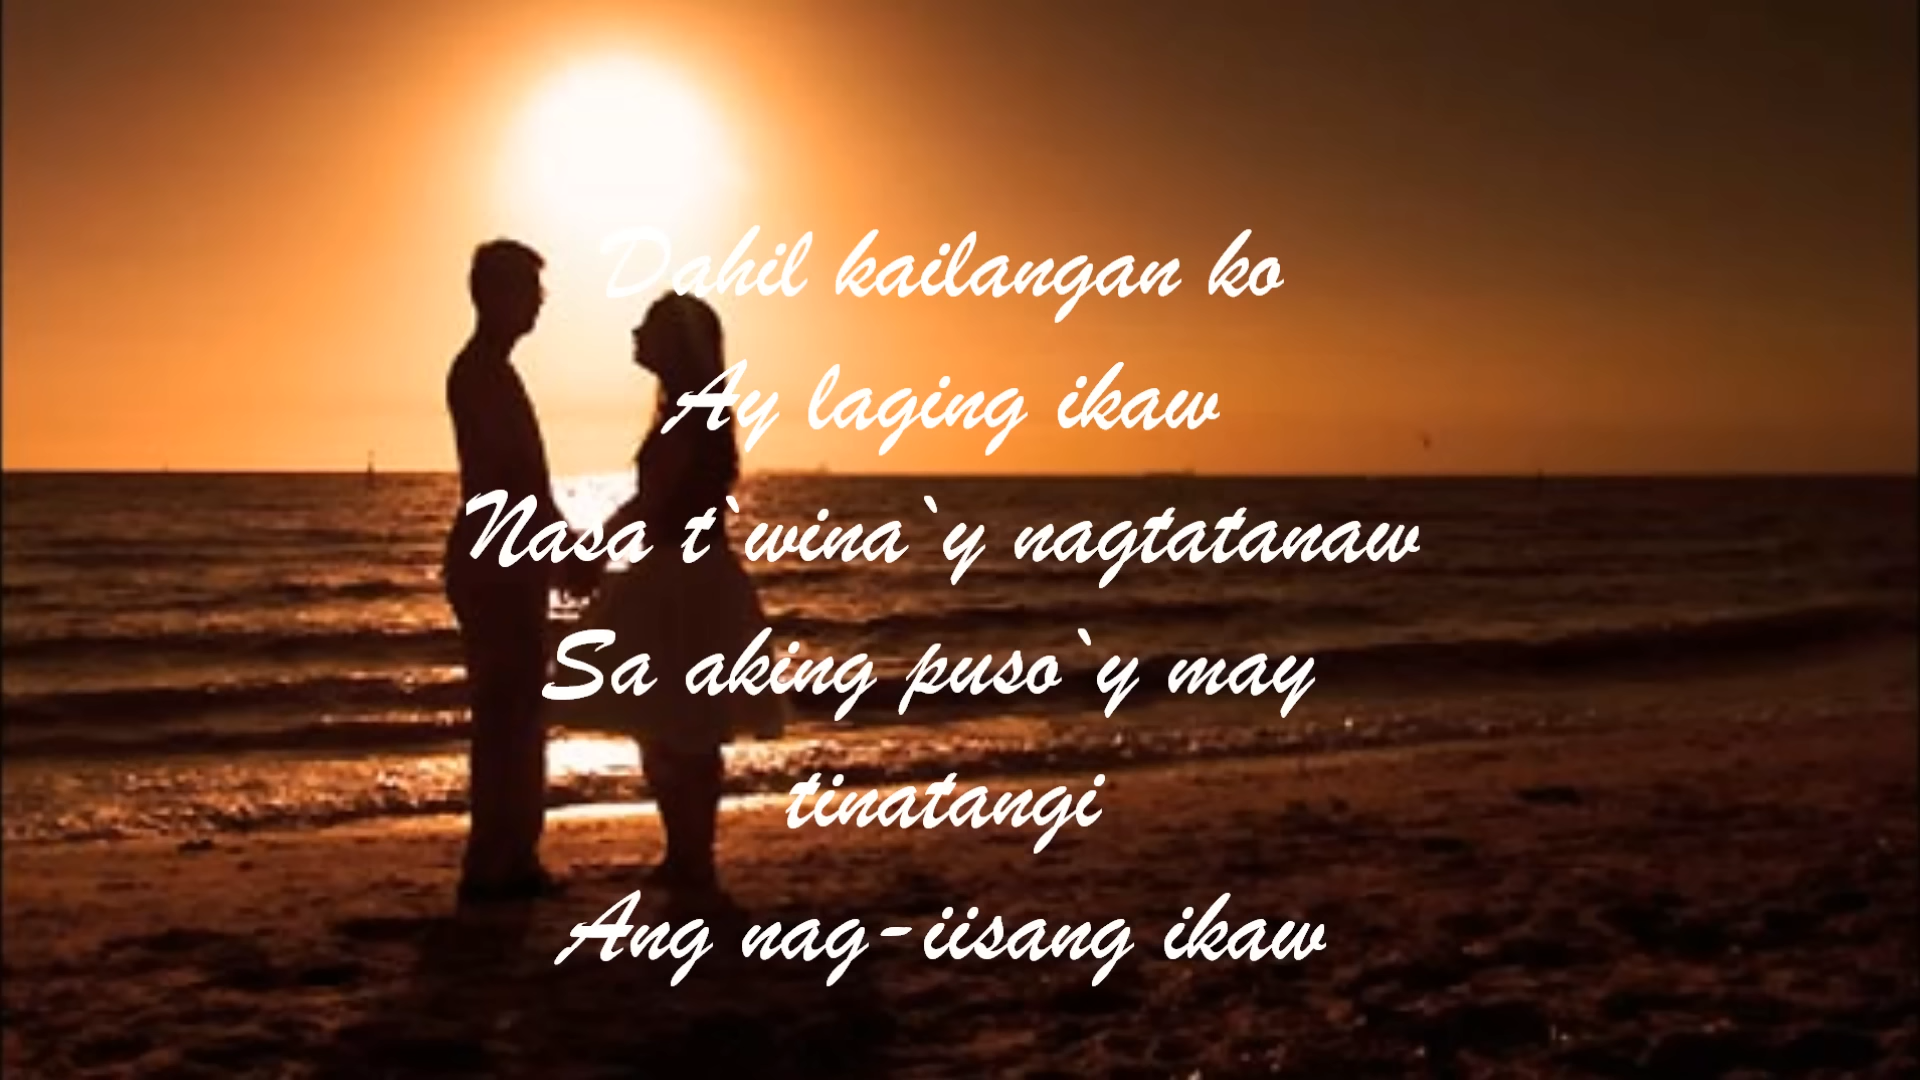 Dahil kailangan ko
Ay laging ikaw
Nasa t`wina`y nagtatanaw
Sa aking puso`y may
tinatangi
Ang nag-iisang ikaw